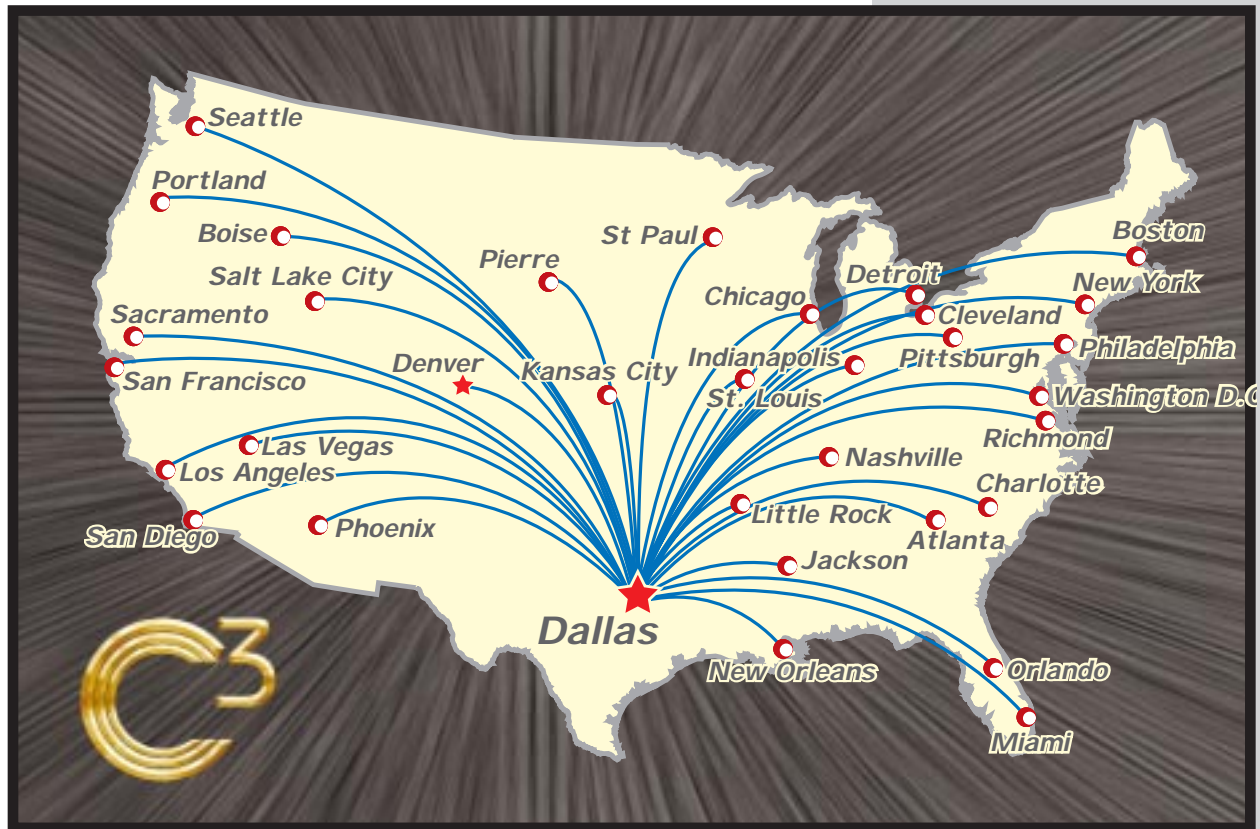 Seattle
Portland
Boise
St Paul
Boston
Pierre
Salt Lake City
Detroit
New York
Chicago
Sacramento
Cleveland
Philadelphia
Indianapolis
Pittsburgh
Denver
Kansas City
San Francisco
St. Louis
Washington D.C
Richmond
Las Vegas
Nashville
Los Angeles
Charlotte
Little Rock
Phoenix
San Diego
Atlanta
Jackson
Dallas
New Orleans
Orlando
Miami
C3